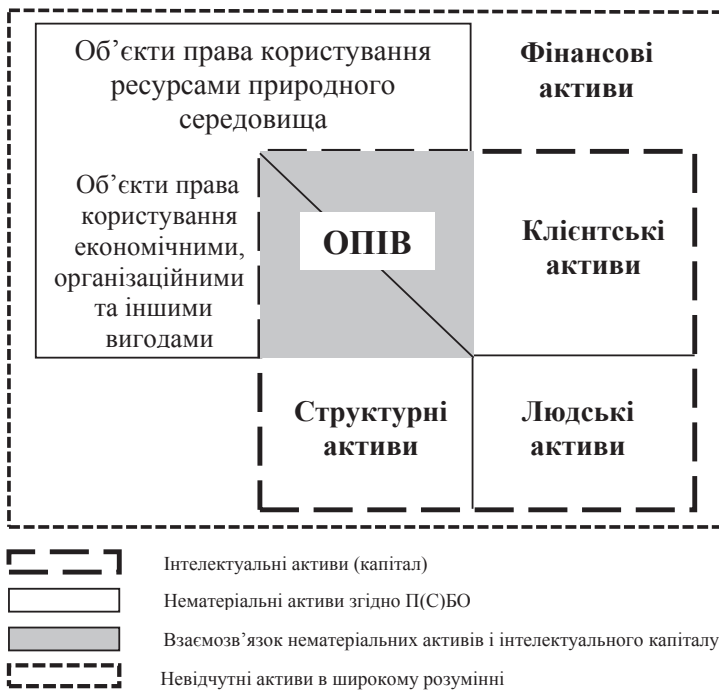 Об’єкти права користування
ресурсами природного
середовища
Фінансові
активи
Об’єкти права
користування
економічними,
організаційними
та іншими
вигодами
ОПІВ
Клієнтські
активи
Структурні
активи
Людські
активи
Інтелектуальні активи (капітал)
Нематеріальні активи згідно П(С)БО
Взаємозв’язок нематеріальних активів і інтелектуального капіталу
Невідчутні активи в широкому розумінні